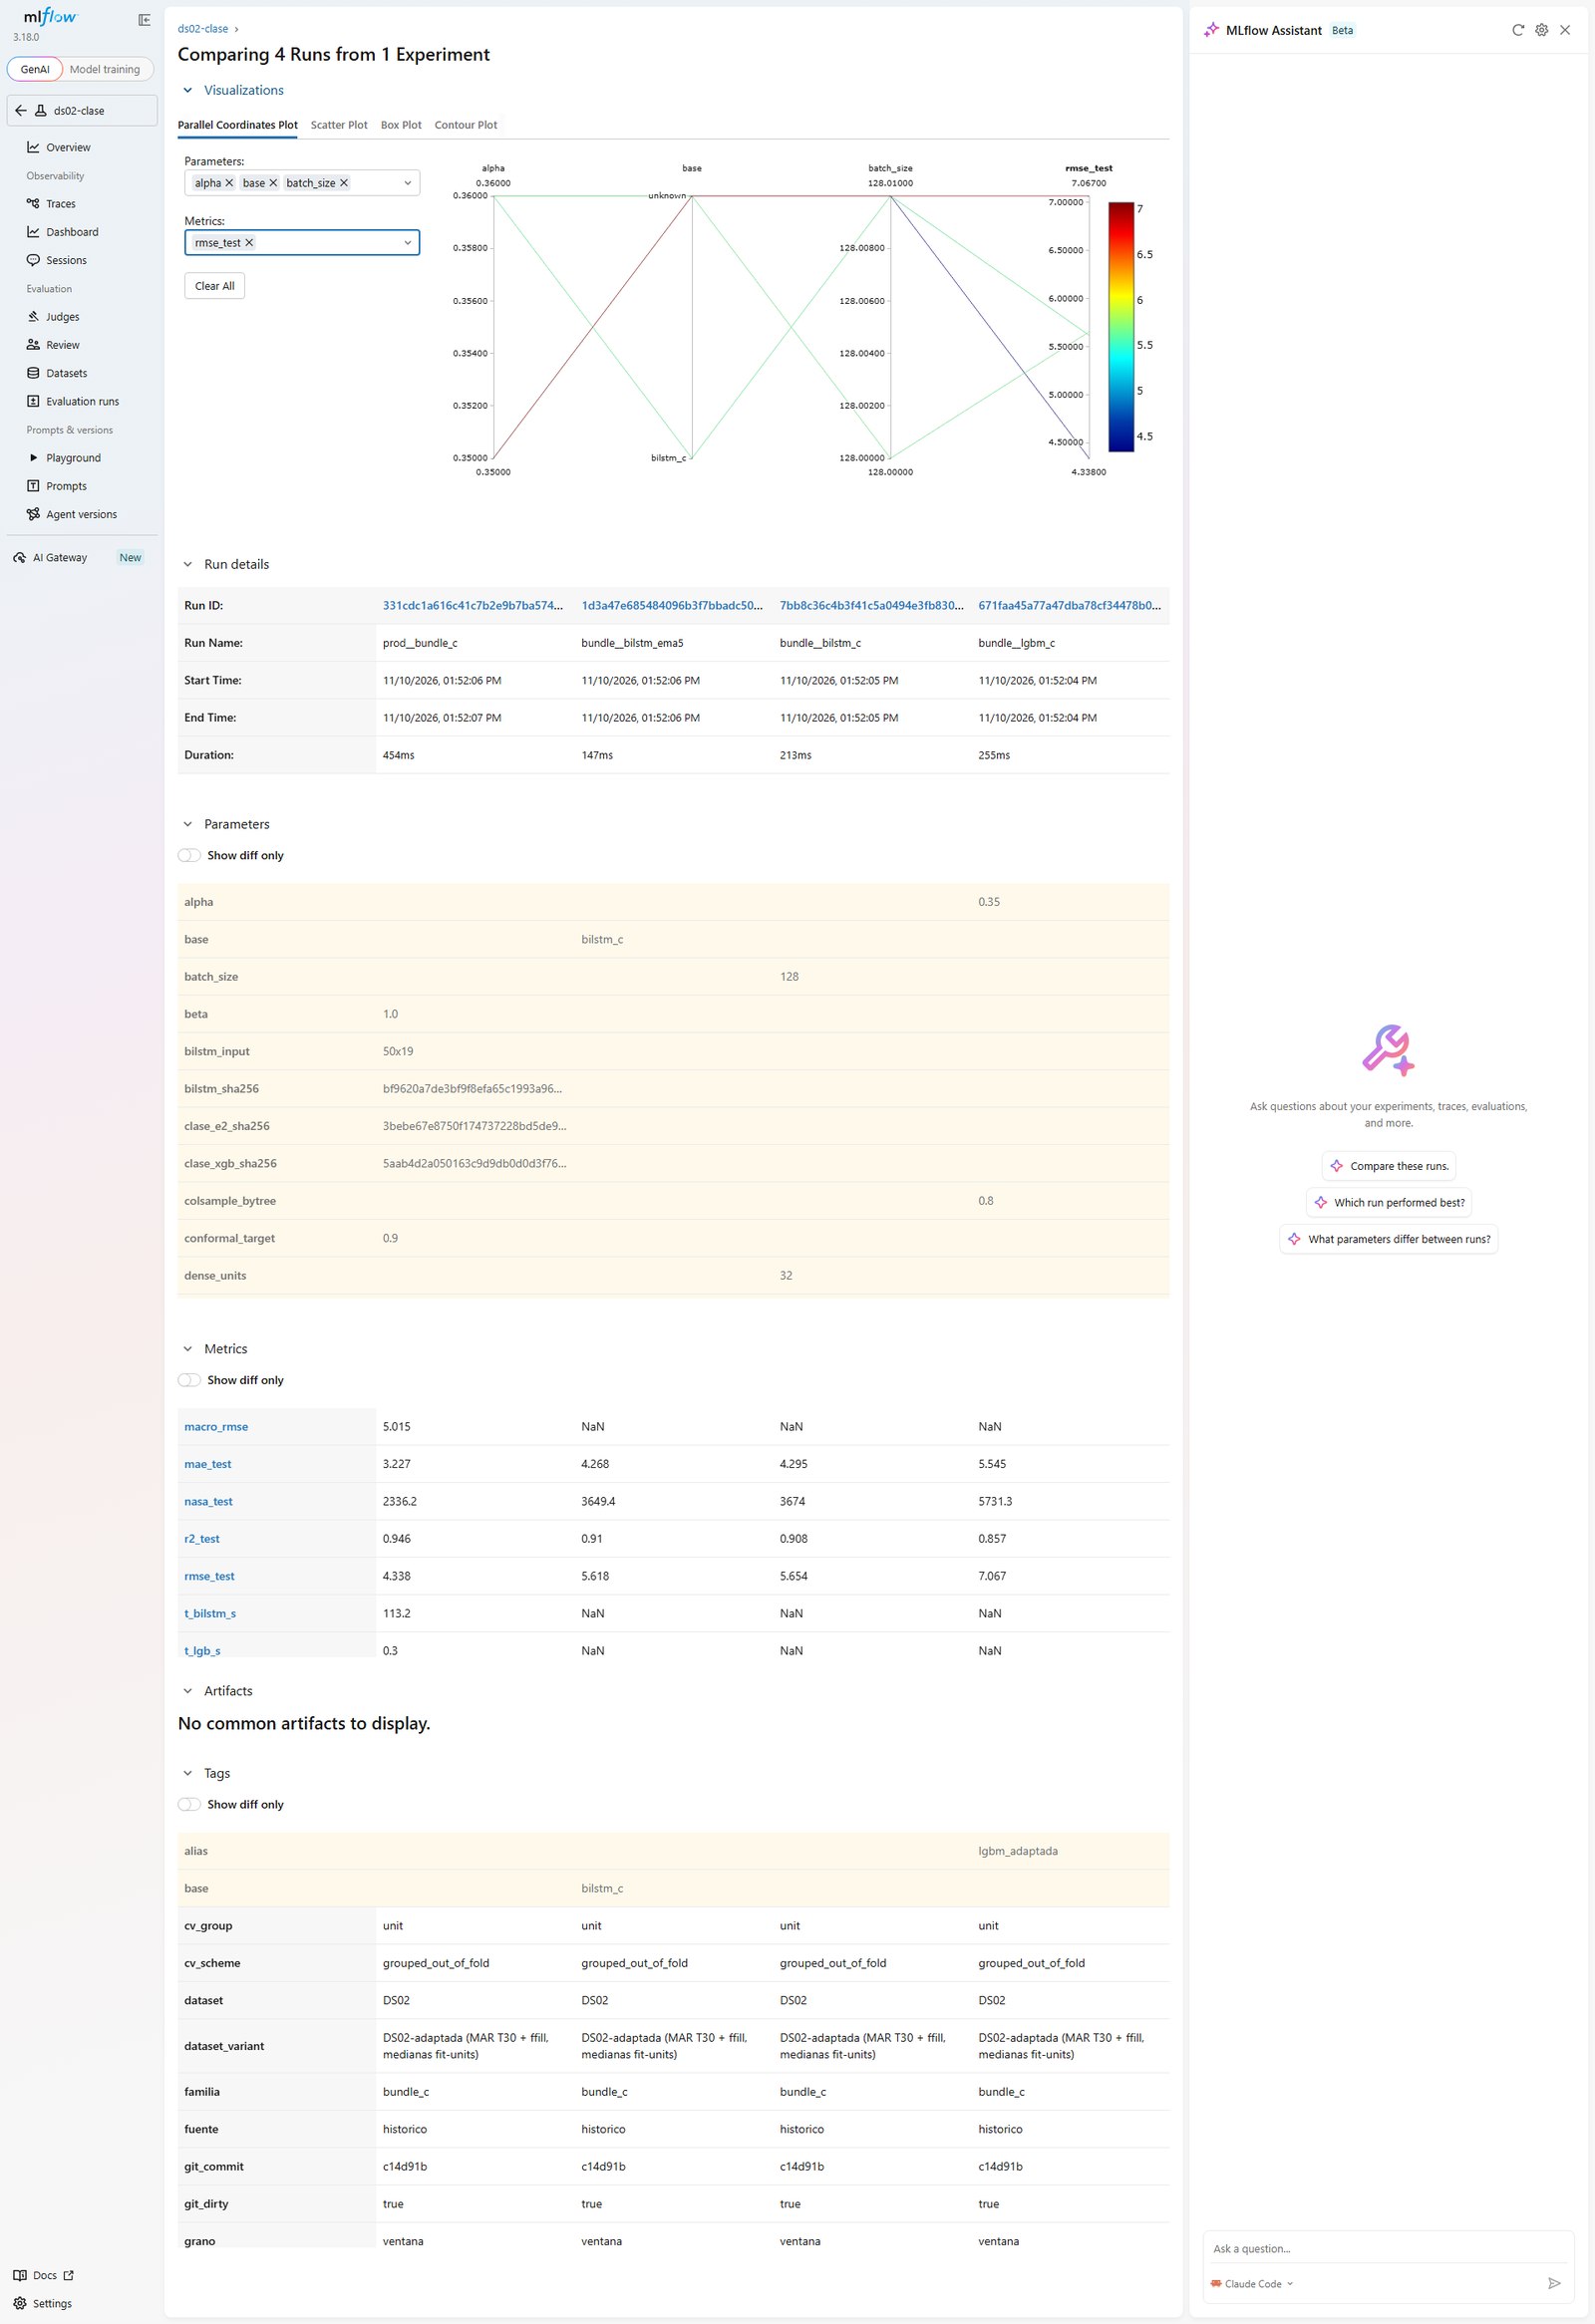 mlflow
3.18.0
GenAI Model training
ds02-clase
Overview
Observability
Traces
Dashboard
Sessions
Evaluation
Judges
Review
Datasets
Evaluation runs
Prompts & versions
Playground
Prompts
Agent versions
AI Gateway New
Docs
Settings
ds02-clase
Comparing 4 Runs from 1 Experiment
Visualizations
Parallel Coordinates Plot Scatter Plot Box Plot Contour Plot
Parameters:
alpha base batch_size
Metrics:
rmse_test
Clear All
alpha base batch_size rmse_test
0.36000 128.01000 7.06700
0.36000 unknown 7.00000 7
0.35800 128.00800 6.50000 6.5
0.35600 128.00600 6.00000 6
0.35400 128.00400 5.50000 5.5
0.35200 128.00200 5.00000 5
0.35000 bilstm_c 128.00000 4.50000 4.5
0.35000 128.00000 4.33800
Run details
Run ID: 331cdc1a616c41c7b2e9b7ba574... 1d3a47e685484096b3f7bbadc50... 7bb8c36c4b3f41c5a0494e3fb830... 671faa45a77a47dba78cf34478b0...
Run Name: prod__bundle_c bundle__bilstm_ema5 bundle__bilstm_c bundle__lgbm_c
Start Time: 11/10/2026, 01:52:06 PM 11/10/2026, 01:52:06 PM 11/10/2026, 01:52:05 PM 11/10/2026, 01:52:04 PM
End Time: 11/10/2026, 01:52:07 PM 11/10/2026, 01:52:06 PM 11/10/2026, 01:52:05 PM 11/10/2026, 01:52:04 PM
Duration: 454ms 147ms 213ms 255ms
Parameters
Show diff only
alpha 0.35
base bilstm_c
batch_size 128
beta 1.0
bilstm_input 50x19
bilstm_sha256 bf9620a7de3bf9f8efa65c1993a96...
clase_e2_sha256 3bebe67e8750f174737228bd5de9...
clase_xgb_sha256 5aab4d2a050163c9d9db0d0d3f76...
colsample_bytree 0.8
conformal_target 0.9
dense_units 32
Metrics
Show diff only
macro_rmse 5.015 NaN NaN NaN
mae_test 3.227 4.268 4.295 5.545
nasa_test 2336.2 3649.4 3674 5731.3
r2_test 0.946 0.91 0.908 0.857
rmse_test 4.338 5.618 5.654 7.067
t_bilstm_s 113.2 NaN NaN NaN
t_lgb_s 0.3 NaN NaN NaN
Artifacts
No common artifacts to display.
Tags
Show diff only
alias lgbm_adaptada
base bilstm_c
cv_group unit unit unit unit
cv_scheme grouped_out_of_fold grouped_out_of_fold grouped_out_of_fold grouped_out_of_fold
dataset DS02 DS02 DS02 DS02
dataset_variant DS02-adaptada (MAR T30 + ffill, DS02-adaptada (MAR T30 + ffill, DS02-adaptada (MAR T30 + ffill, DS02-adaptada (MAR T30 + ffill,
medianas fit-units) medianas fit-units) medianas fit-units) medianas fit-units)
familia bundle_c bundle_c bundle_c bundle_c
fuente historico historico historico historico
git_commit c14d91b c14d91b c14d91b c14d91b
git_dirty true true true true
grano ventana ventana ventana ventana
MLflow Assistant Beta
Ask questions about your experiments, traces, evaluations,
and more.
Compare these runs.
Which run performed best?
What parameters differ between runs?
Ask a question...
Claude Code